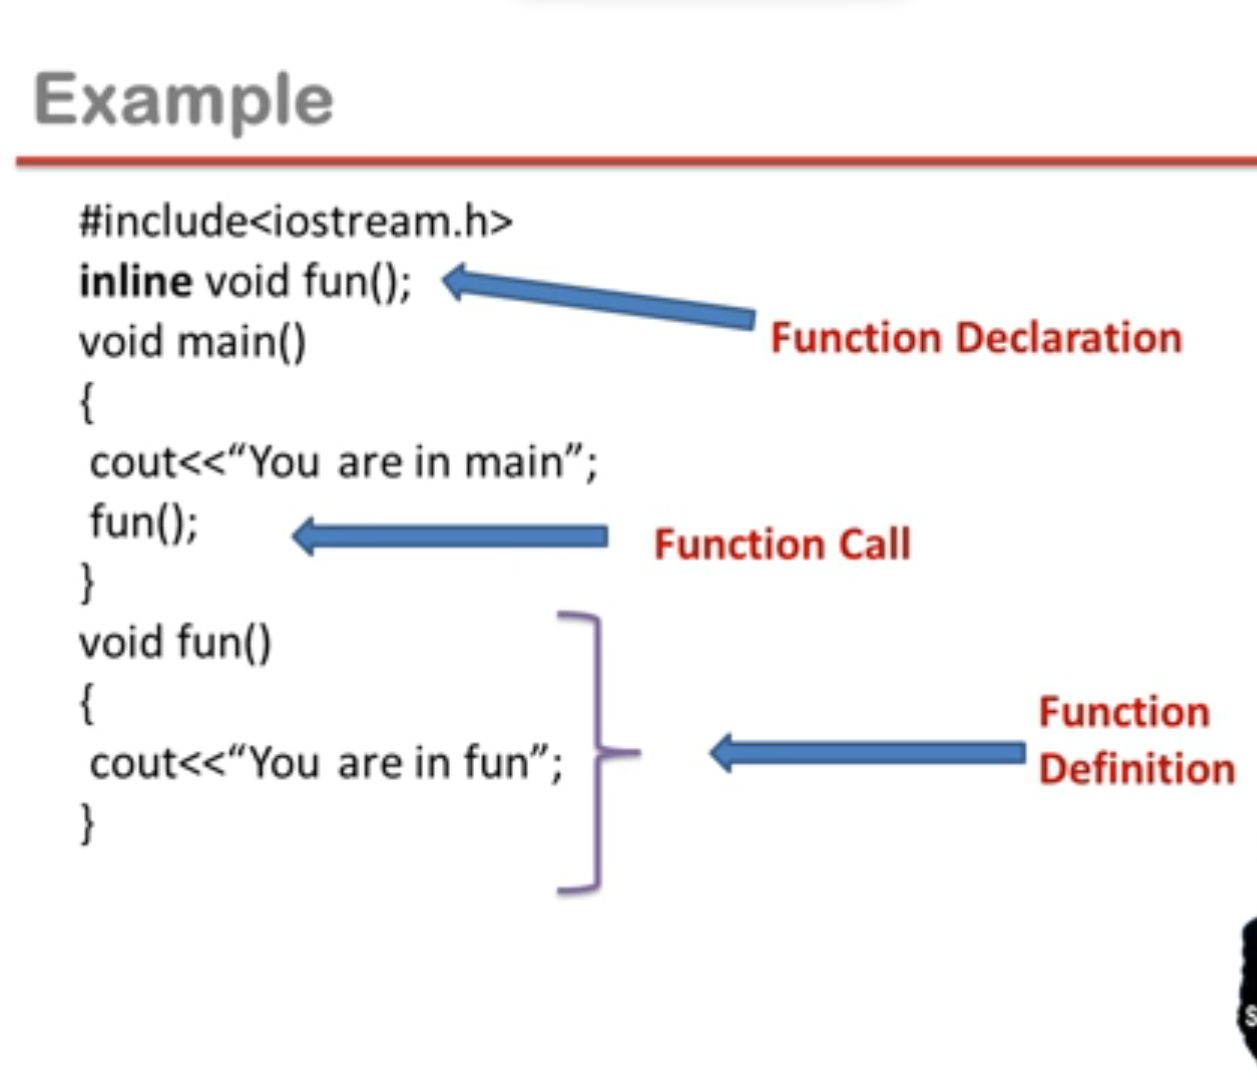 Example
#include<iostream.h>
inline void fun();
Function Declaration
void main()
{
cout<<“You are in main”;
fun();
Function Call
}
void fun()
{
Function
Definition
cout<<“You are in fun”;
}